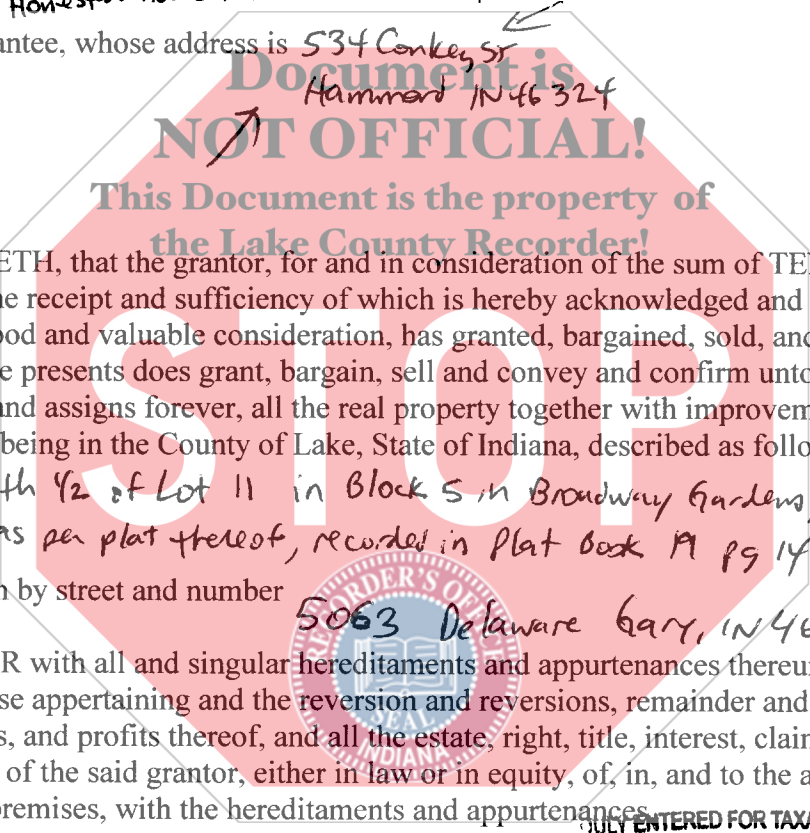 antee, whose address is 534 Conkey St
Hammond IN 46324
Document is
NOT OFFICIAL!
This Document is the property of
the Lake County Recorder!
ETH, that the grantor, for and in consideration of the sum of TE
e receipt and sufficiency of which is hereby acknowledged and
ood and valuable consideration, has granted, bargained, sold, and
e presents does grant, bargain, sell and convey and confirm unto
and assigns forever, all the real property together with improvem
being in the County of Lake, State of Indiana, described as follo
STOP
th 1/2 of Lot 11 in Block 5 in Broadway Gardens,
as per plat thereof, recorded in Plat Book 19 pg 14
n by street and number
5063 Delaware Gary, IN 46
R with all and singular hereditaments and appurtenances thereu
se appertaining and the reversion and reversions, remainder and
s, and profits thereof, and all the estate, right, title, interest, claim
of the said grantor, either in law or in equity, of, in, and to the a
premises, with the hereditaments and appurtenances
RECORDER'S OFFICE
SEAL
INDIANA
DULY ENTERED FOR TAX